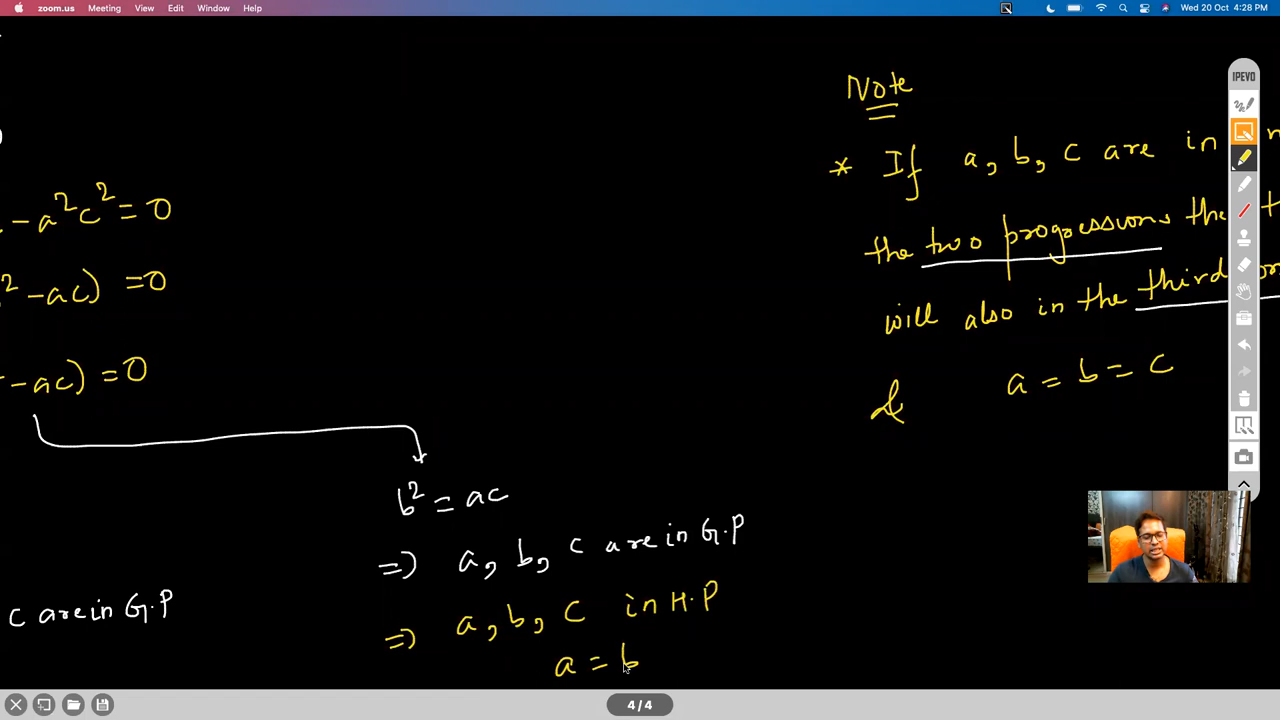 zoom.us Meeting View Edit Window Help
Wed 20 Oct 4:28 PM
IPEVO
- a²c² = 0
² - ac) = 0
- ac) = 0
b² = ac
=> a, b, c are in G.P
=> a, b, c in H.P
a = b
c are in G.P
Note
* If a, b, c are in
the two progressions the
will also in the third
& a = b = c
4/4